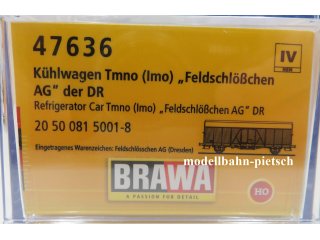 47636
IV
Kühlwagen Tmno (Imo) „Feldschlößchen
AG“ der DR
Refrigerator Car Tmno (Imo) „Feldschlößchen AG“ DR
20 50 081 5001-8
Eingetragenes Warenzeichen: Feldschlösschen AG (Dresden)
modellbahn-pietsch
BRAWA
A PASSION FOR DETAIL
H0